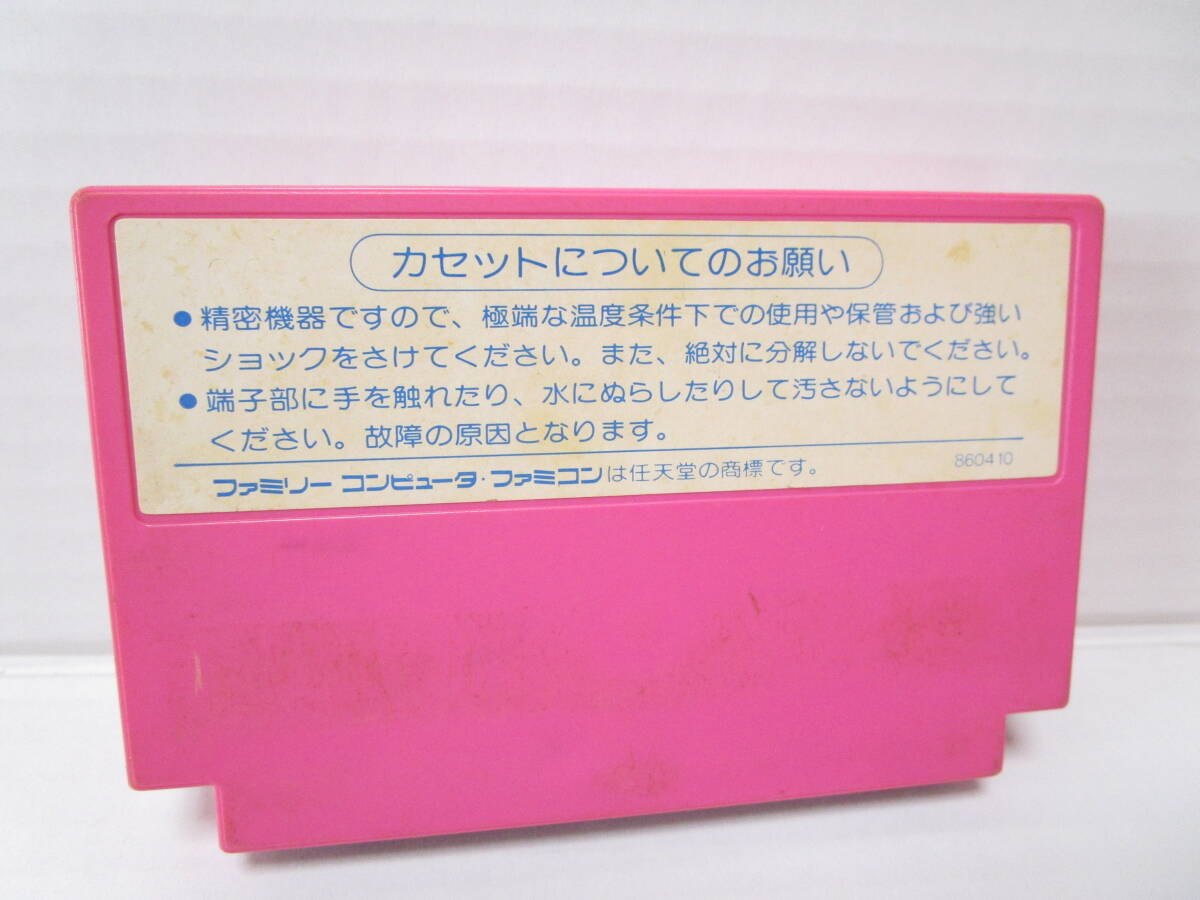 カセットについてのお願い
●精密機器ですので、極端な温度条件下での使用や保管および強い
ショックをさけてください。また、絶対に分解しないでください。
●端子部に手を触れたり、水にぬらしたりして汚さないようにして
ください。故障の原因となります。
ファミリー コンピュータ・ファミコンは任天堂の商標です。
860410